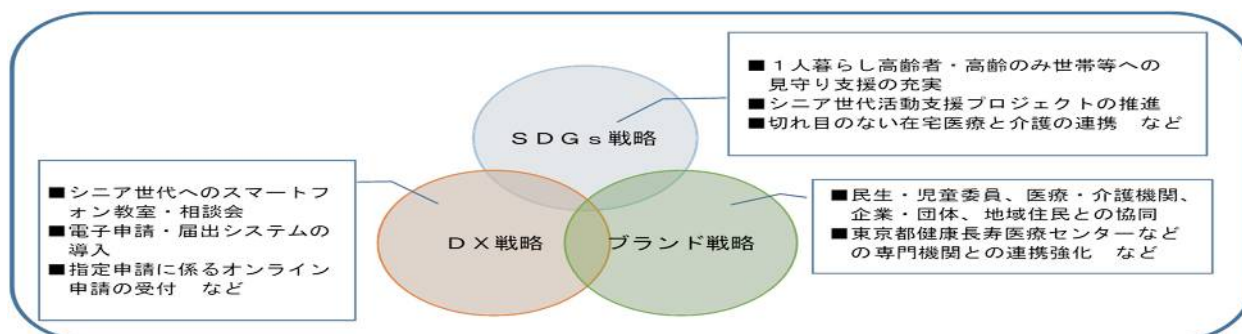 ■１人暮らし高齢者・高齢のみ世帯等への
見守り支援の充実
■シニア世代活動支援プロジェクトの推進
■切れ目のない在宅医療と介護の連携　など
ＳＤＧｓ戦略
■シニア世代へのスマートフ
ォン教室・相談会
■電子申請・届出システムの
導入
■指定申請に係るオンライン
申請の受付　など
ＤＸ戦略
ブランド戦略
■民生・児童委員、医療・介護機関、
企業・団体、地域住民との協同
■東京都健康長寿医療センターなど
の専門機関との連携強化　など